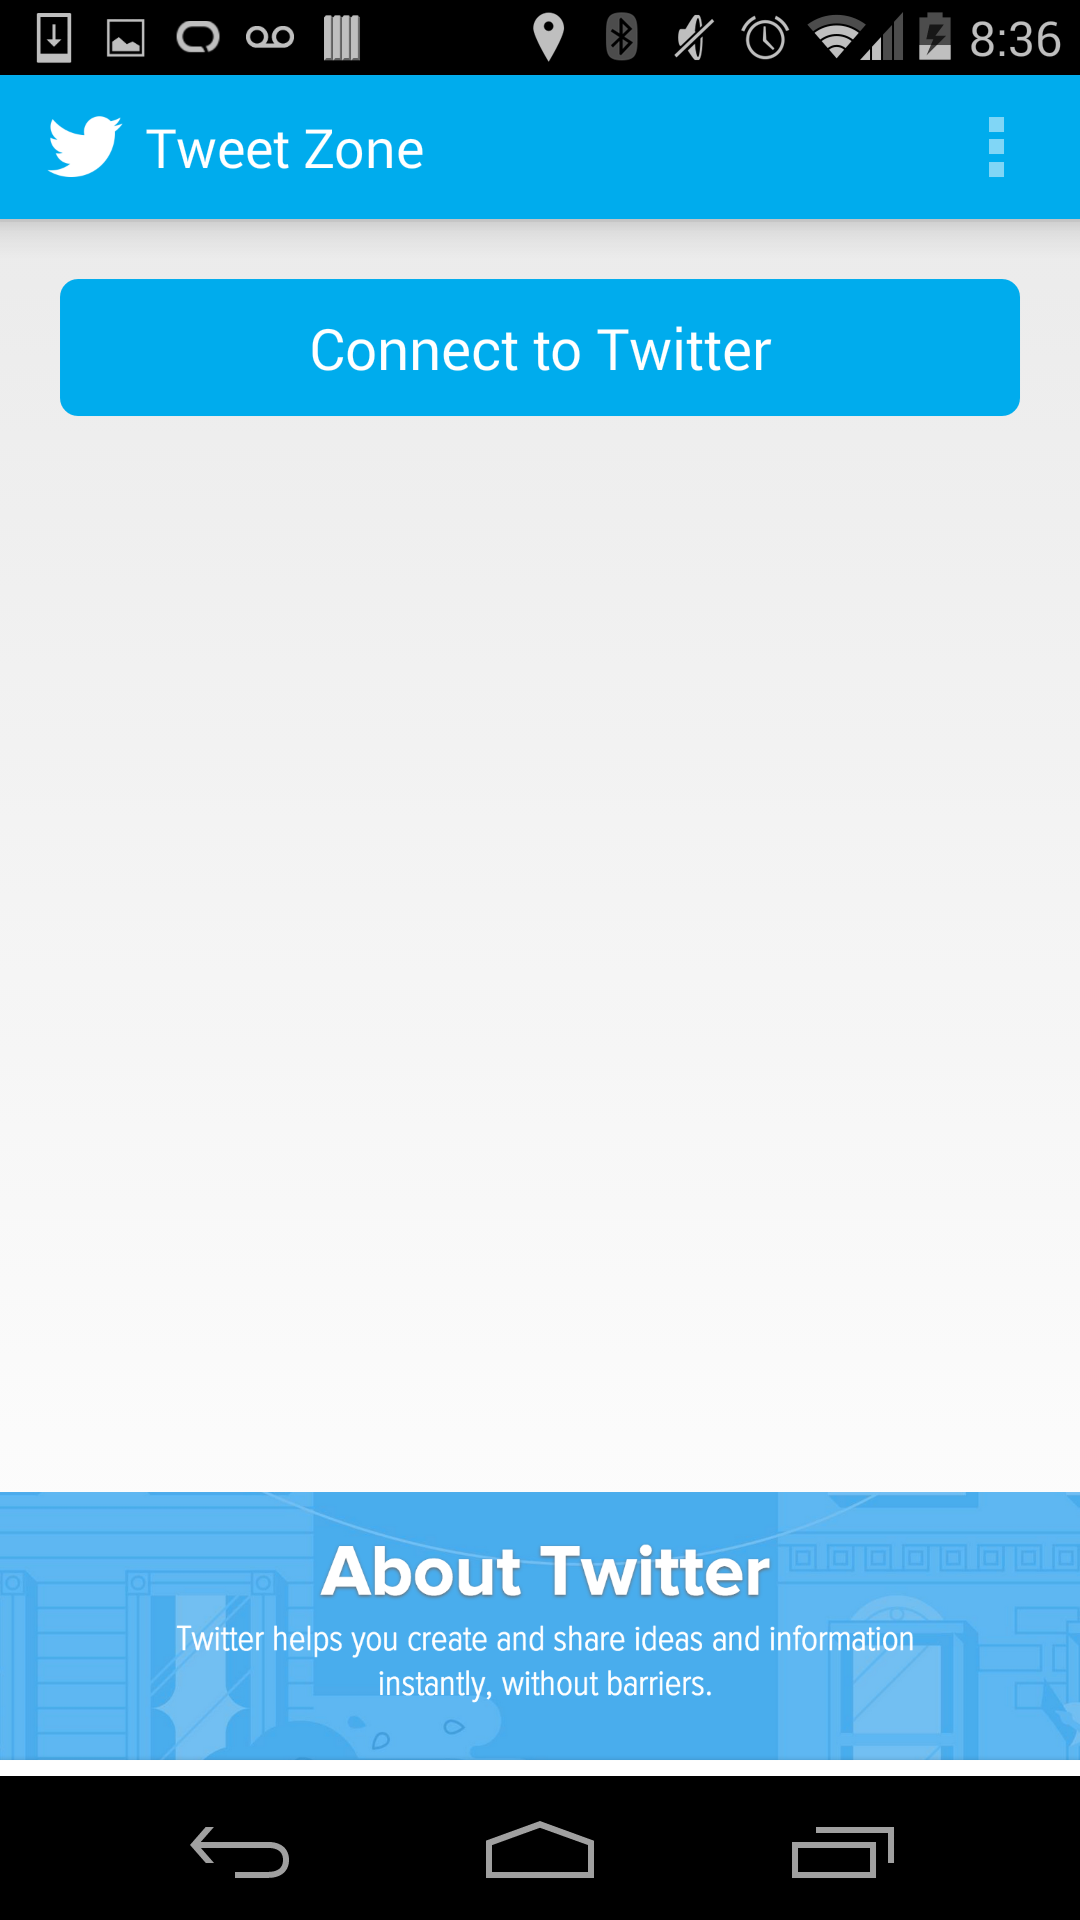 8:36
Tweet Zone
Connect to Twitter
About Twitter
Twitter helps you create and share ideas and information
instantly, without barriers.